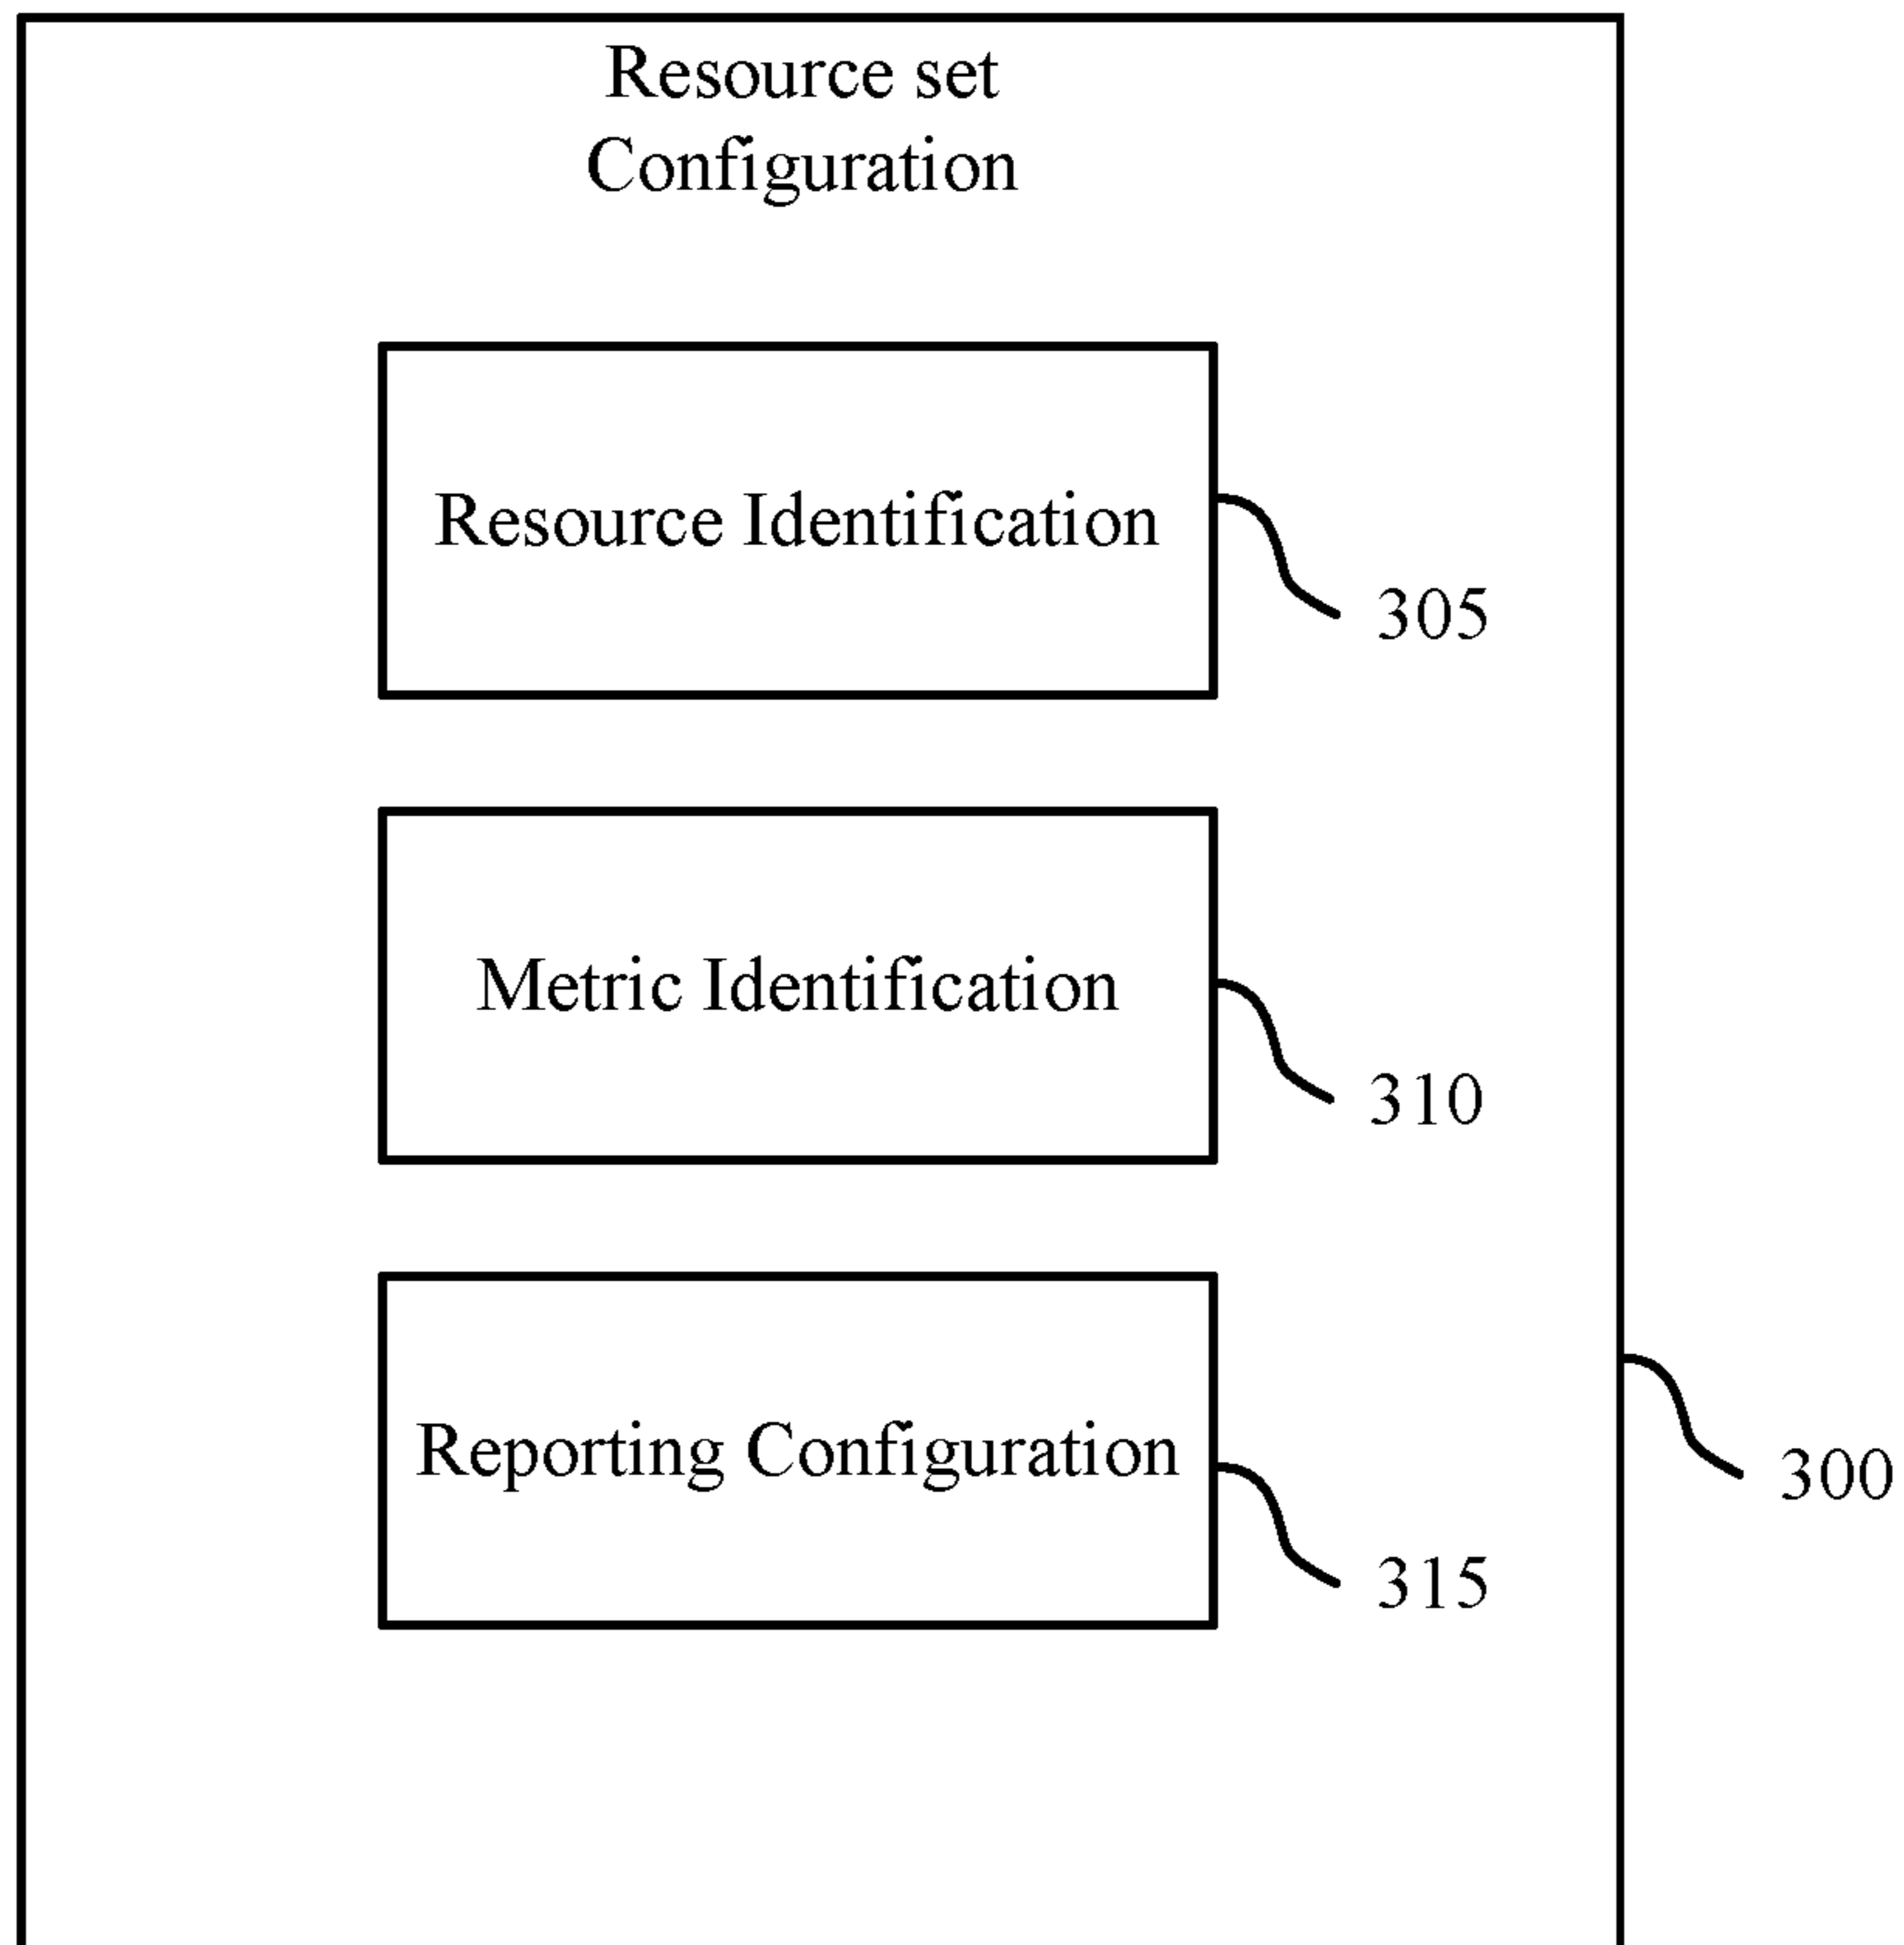 Resource set
Configuration
Resource Identification
305
Metric Identification
310
Reporting Configuration
300
315